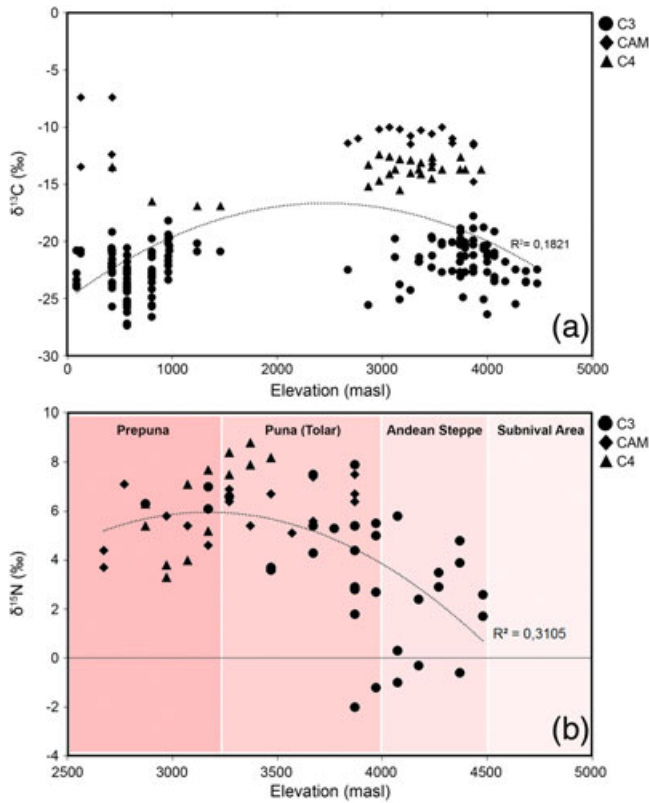 (a)
C3
CAM
C4
0
-5
-10
-15
-20
-25
-30
δ¹³C (‰)
R²= 0,1821
0 1000 2000 3000 4000 5000
Elevation (masl)
Prepuna Puna (Tolar) Andean Steppe Subnival Area
C3
CAM
C4
10
8
6
4
2
0
-2
-4
δ¹⁵N (‰)
R² = 0,3105
(b)
2500 3000 3500 4000 4500 5000
Elevation (masl)